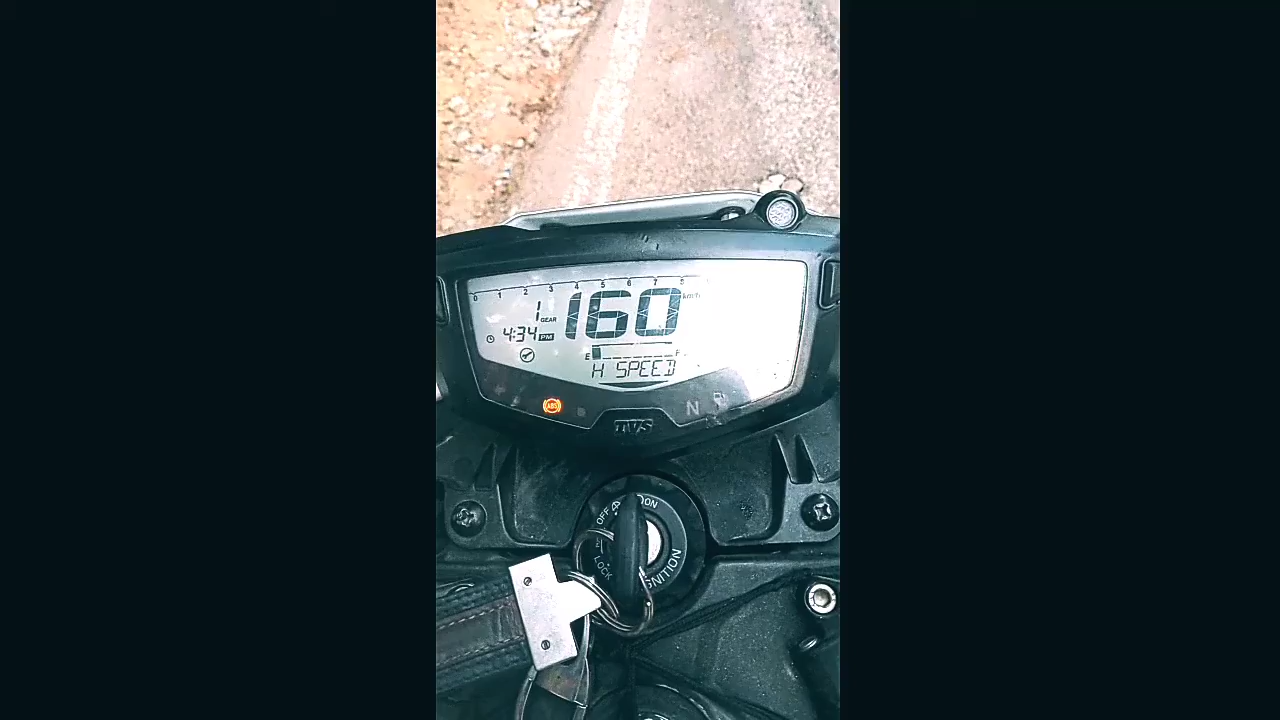 0 1 2 3 4 5 6 7 8
160 km/h
1 GEAR
4:34 PM
E F
H SPEED
ABS
N
TVS
OFF ON
LOCK
IGNITION